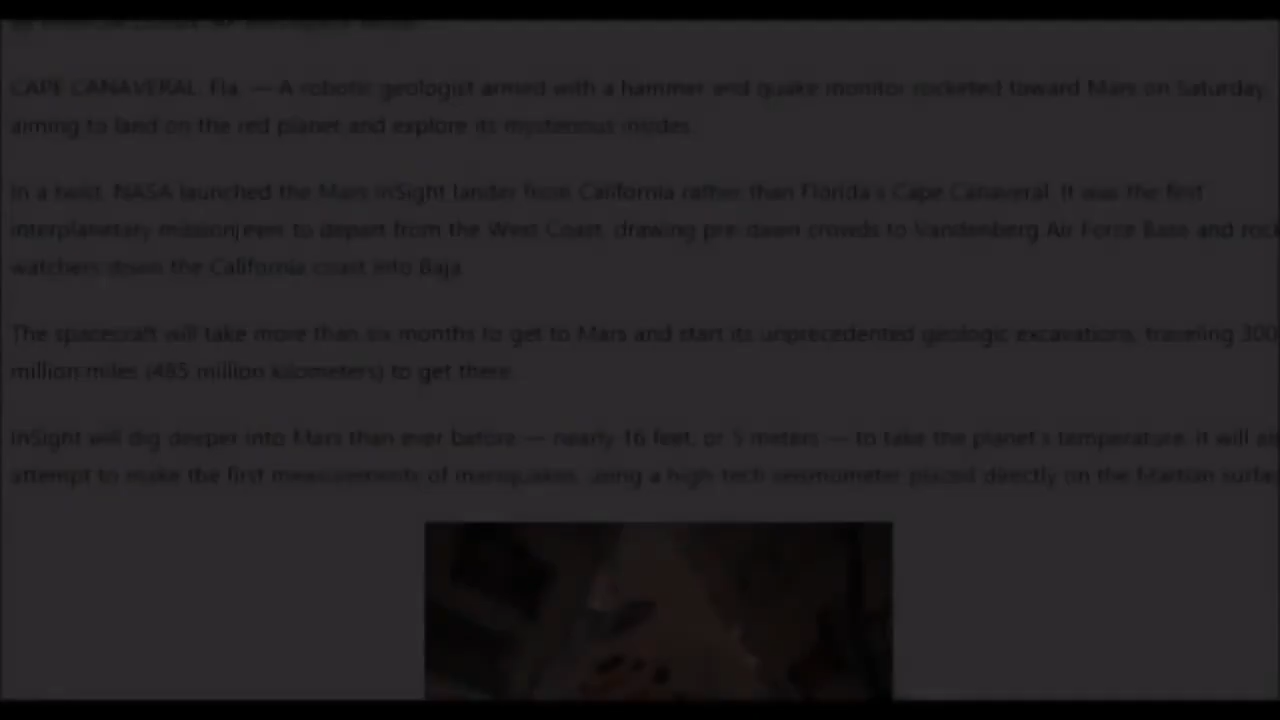 CAPE CANAVERAL, Fla. — A robotic geologist armed with a hammer and quake monitor rocketed toward Mars on Saturday,
aiming to land on the red planet and explore its mysterious insides.
In a twist, NASA launched the Mars InSight lander from California rather than Florida's Cape Canaveral. It was the first
interplanetary mission ever to depart from the West Coast, drawing pre-dawn crowds to Vandenberg Air Force Base and rock
watchers down the California coast into Baja.
The spacecraft will take more than six months to get to Mars and start its unprecedented geologic excavations, traveling 300
million miles (485 million kilometers) to get there.
InSight will dig deeper into Mars than ever before — nearly 16 feet, or 5 meters — to take the planet's temperature. It will
attempt to make the first measurements of marsquakes, using a high-tech seismometer placed directly on the Martian